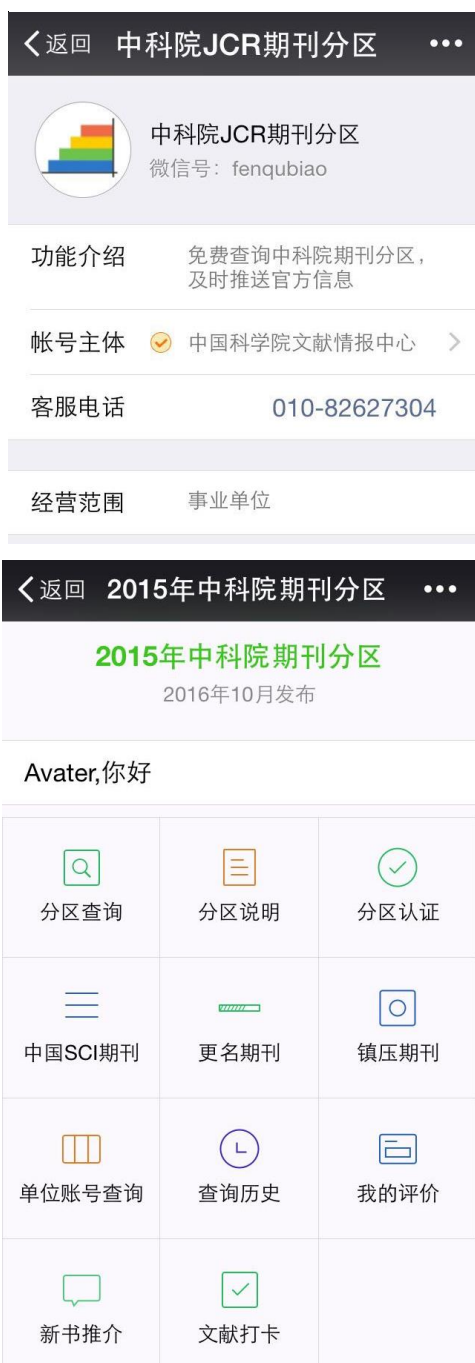 返回 中科院JCR期刊分区
中科院JCR期刊分区
微信号：fenqubiao
功能介绍 免费查询中科院期刊分区，
及时推送官方信息
帐号主体 中国科学院文献情报中心
客服电话 010-82627304
经营范围 事业单位
返回 2015年中科院期刊分区
2015年中科院期刊分区
2016年10月发布
Avater,你好
分区查询 分区说明 分区认证
中国SCI期刊 更名期刊 镇压期刊
单位账号查询 查询历史 我的评价
新书推介 文献打卡